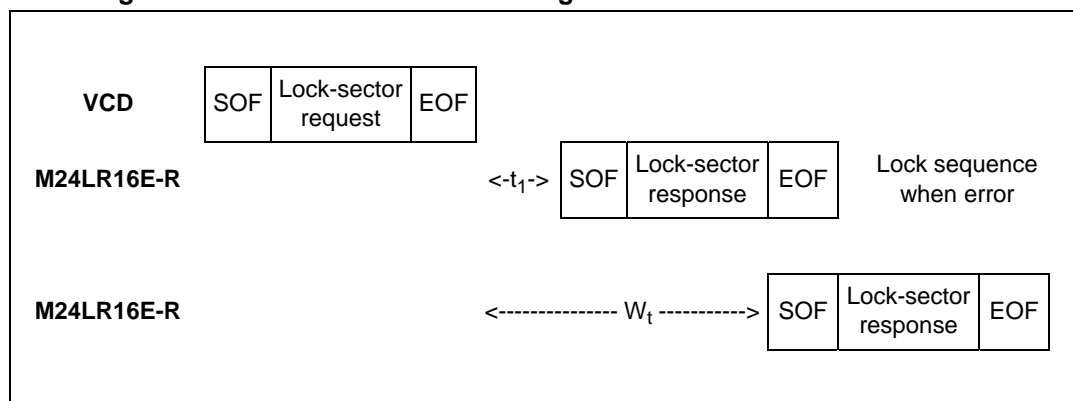 VCD SOF Lock-sector request EOF
M24LR16E-R <-t1-> SOF Lock-sector response EOF Lock sequence when error
M24LR16E-R <--------------- Wt -----------> SOF Lock-sector response EOF